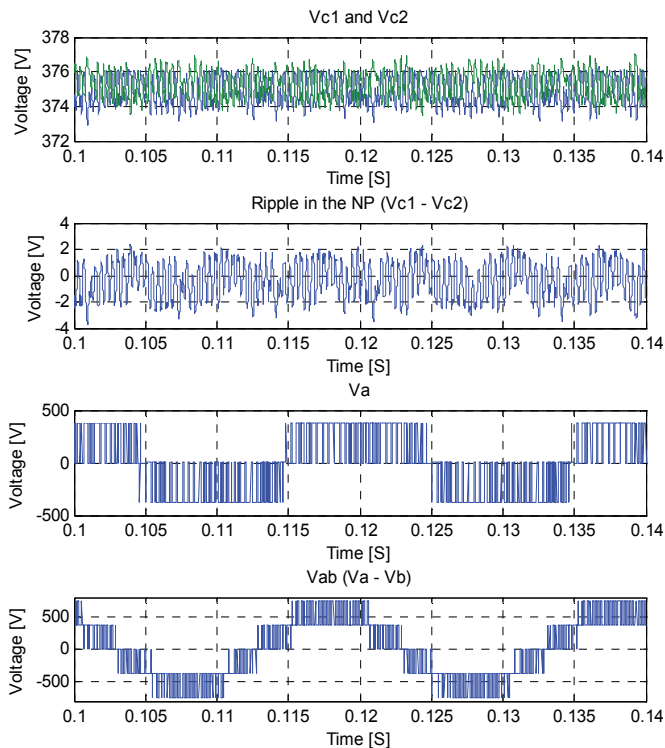 Vc1 and Vc2
Voltage [V]
378
376
374
372
0.1 0.105 0.11 0.115 0.12 0.125 0.13 0.135 0.14
Time [S]
Ripple in the NP (Vc1 - Vc2)
Voltage [V]
4
2
0
-2
-4
0.1 0.105 0.11 0.115 0.12 0.125 0.13 0.135 0.14
Time [S]
Va
Voltage [V]
500
0
-500
0.1 0.105 0.11 0.115 0.12 0.125 0.13 0.135 0.14
Time [S]
Vab (Va - Vb)
Voltage [V]
500
0
-500
0.1 0.105 0.11 0.115 0.12 0.125 0.13 0.135 0.14
Time [S]